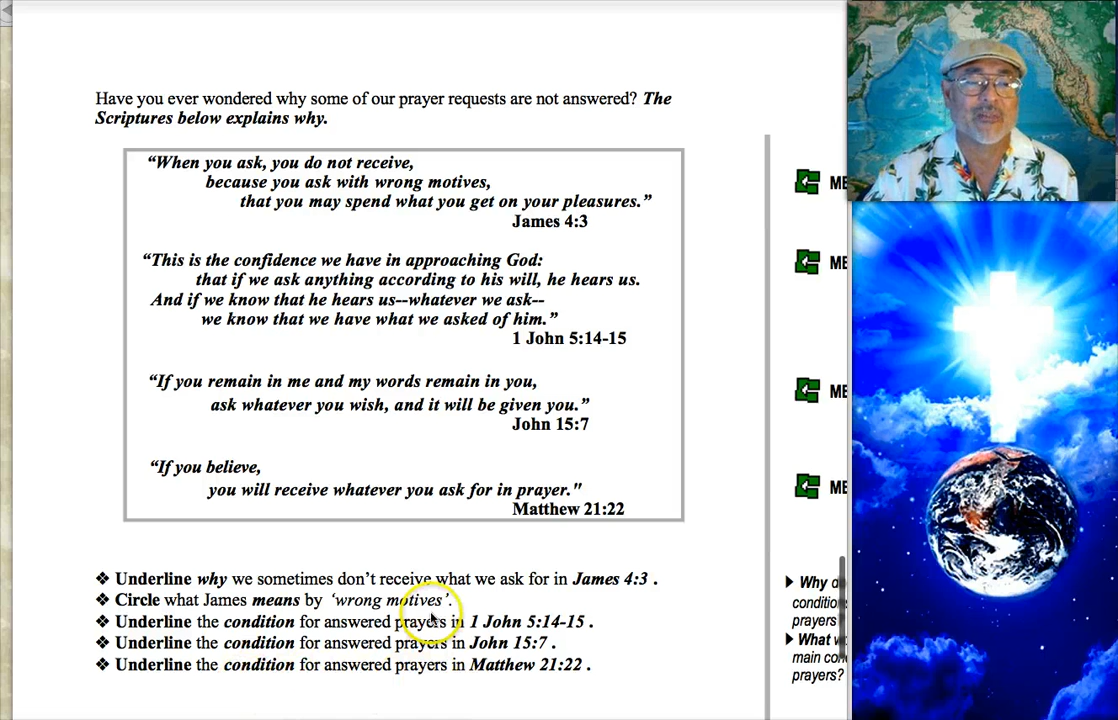 Have you ever wondered why some of our prayer requests are not answered? The
Scriptures below explains why.
“When you ask, you do not receive,
because you ask with wrong motives,
that you may spend what you get on your pleasures.”
James 4:3
“This is the confidence we have in approaching God:
that if we ask anything according to his will, he hears us.
And if we know that he hears us--whatever we ask--
we know that we have what we asked of him.”
1 John 5:14-15
“If you remain in me and my words remain in you,
ask whatever you wish, and it will be given you.”
John 15:7
“If you believe,
you will receive whatever you ask for in prayer."
Matthew 21:22
❖ Underline why we sometimes don’t receive what we ask for in James 4:3 .
❖ Circle what James means by ‘wrong motives’.
❖ Underline the condition for answered prayers in 1 John 5:14-15 .
❖ Underline the condition for answered prayers in John 15:7 .
❖ Underline the condition for answered prayers in Matthew 21:22 .
ME
ME
ME
ME
Why
condition
prayers
What
main
prayers?